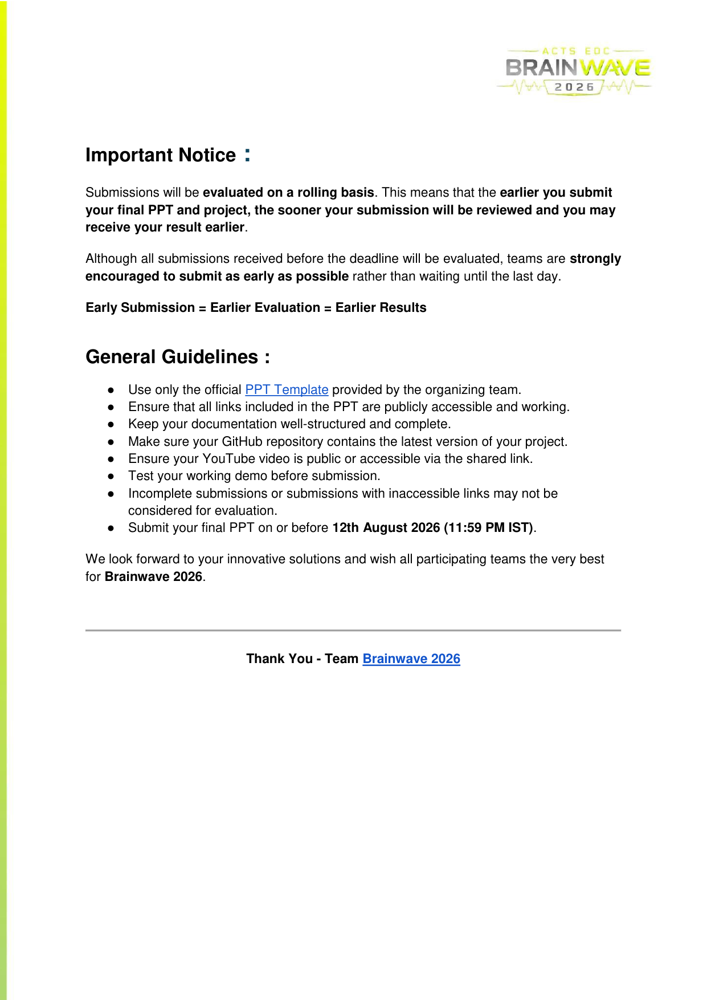 ACTS EDC
BRAINWAVE
2026
Important Notice :
Submissions will be evaluated on a rolling basis. This means that the earlier you submit
your final PPT and project, the sooner your submission will be reviewed and you may
receive your result earlier.
Although all submissions received before the deadline will be evaluated, teams are strongly
encouraged to submit as early as possible rather than waiting until the last day.
Early Submission = Earlier Evaluation = Earlier Results
General Guidelines :
● Use only the official PPT Template provided by the organizing team.
● Ensure that all links included in the PPT are publicly accessible and working.
● Keep your documentation well-structured and complete.
● Make sure your GitHub repository contains the latest version of your project.
● Ensure your YouTube video is public or accessible via the shared link.
● Test your working demo before submission.
● Incomplete submissions or submissions with inaccessible links may not be
considered for evaluation.
● Submit your final PPT on or before 12th August 2026 (11:59 PM IST).
We look forward to your innovative solutions and wish all participating teams the very best
for Brainwave 2026.
Thank You - Team Brainwave 2026